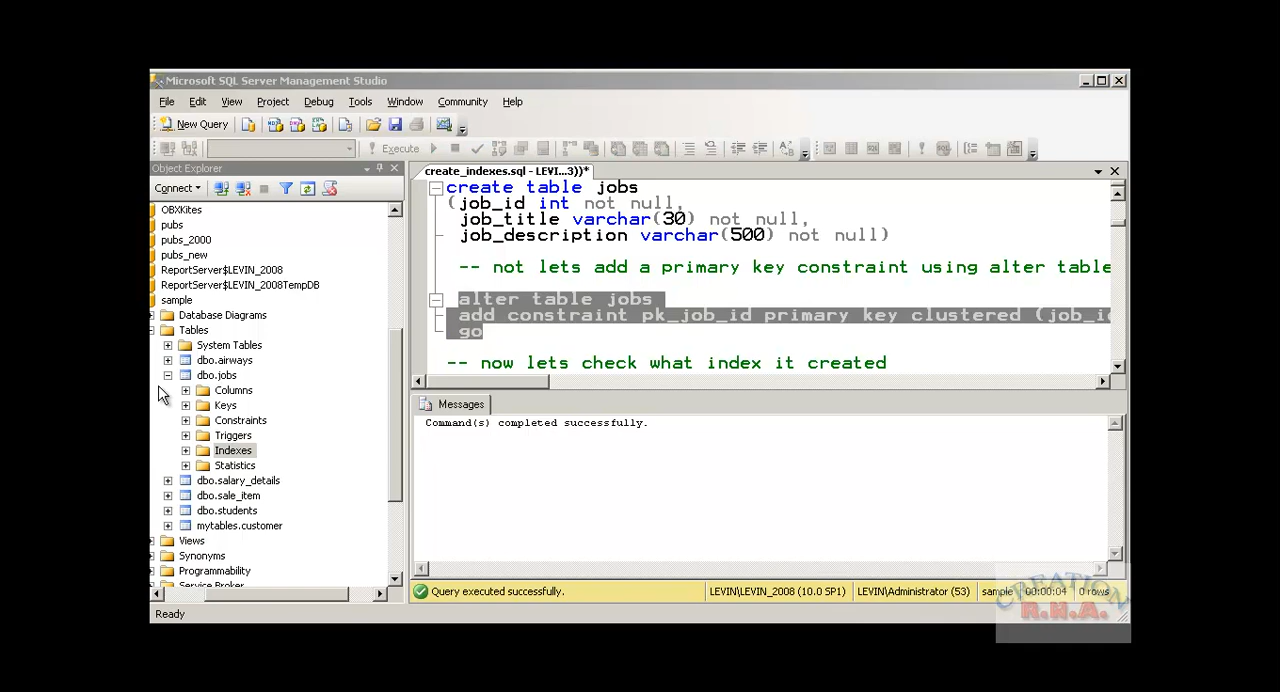 Microsoft SQL Server Management Studio
File Edit View Project Debug Tools Window Community Help
New Query
Execute
Object Explorer
Connect
OBXKites
pubs
pubs_2000
pubs_new
ReportServer$LEVIN_2008
ReportServer$LEVIN_2008TempDB
sample
Database Diagrams
Tables
System Tables
dbo.airways
dbo.jobs
Columns
Keys
Constraints
Triggers
Indexes
Statistics
dbo.salary_details
dbo.sale_item
dbo.students
mytables.customer
Views
Synonyms
Programmability
Service Broker
create_indexes.sql - LEVI...3))*
create table jobs
(job_id int not null,
job_title varchar(30) not null,
job_description varchar(500) not null)
-- not lets add a primary key constraint using alter table
alter table jobs
add constraint pk_job_id primary key clustered (job_i
go
-- now lets check what index it created
Messages
Command(s) completed successfully.
Query executed successfully. LEVIN\LEVIN_2008 (10.0 SP1) LEVIN\Administrator (53) sample 00:00:04 0 rows
Ready
CREATION
R.N.A.